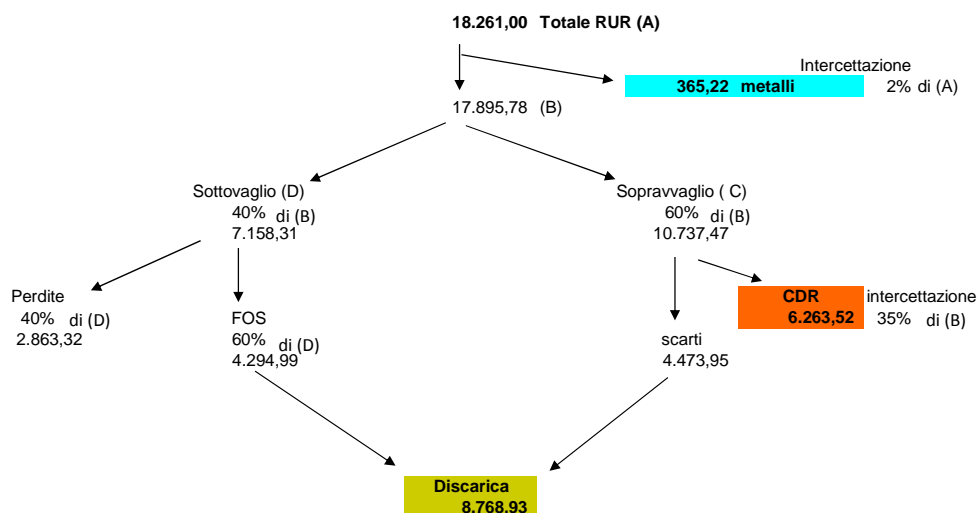 18.261,00 Totale RUR (A)
Intercettazione
365,22 metalli 2% di (A)
17.895,78 (B)
Sottovaglio (D)
40% di (B)
7.158,31
Sopravvaglio ( C)
60% di (B)
10.737,47
Perdite
40% di (D)
2.863,32
FOS
60% di (D)
4.294,99
scarti
4.473,95
CDR intercettazione
6.263,52 35% di (B)
Discarica
8.768,93